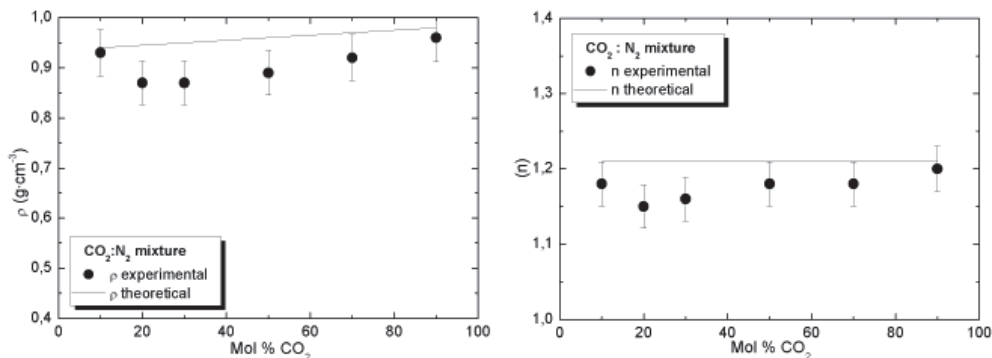 1,0
0,9
0,8
0,7
0,6
0,5
0,4
ρ (g·cm⁻³)
CO₂:N₂ mixture
ρ experimental
ρ theoretical
0 20 40 60 80 100
Mol % CO₂
1,4
1,3
1,2
1,1
1,0
(n)
CO₂ : N₂ mixture
n experimental
n theoretical
0 20 40 60 80 100
Mol % CO₂